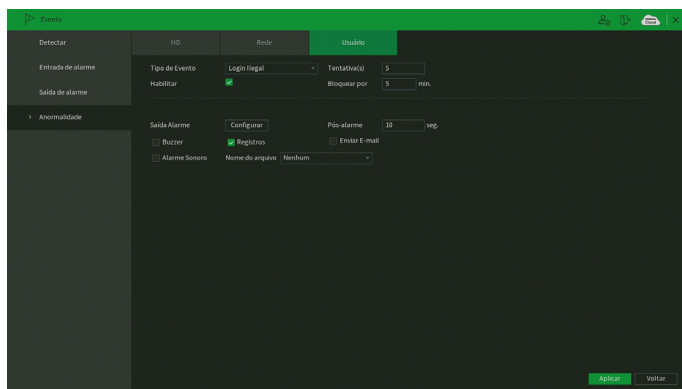 Evento
Detectar
HD
Rede
Usuário
Entrada de alarme
Tipo de Evento
Login Ilegal
Tentativa(s)
5
Habilitar
Bloquear por
5
min.
Saída de alarme
Anormalidade
Saída Alarme
Configurar
Pós-alarme
10
seg.
Buzzer
Registros
Enviar E-mail
Alarme Sonoro
Nome do arquivo
Nenhum
Aplicar
Voltar